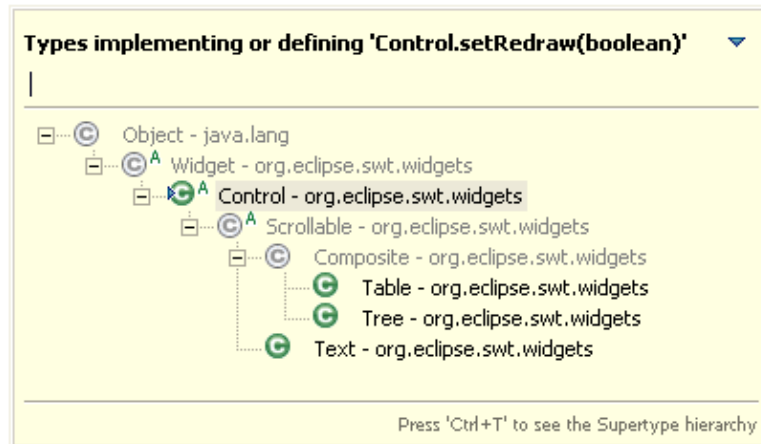 Types implementing or defining 'Control.setRedraw(boolean)'
C Object - java.lang
C A Widget - org.eclipse.swt.widgets
C A Control - org.eclipse.swt.widgets
C A Scrollable - org.eclipse.swt.widgets
C Composite - org.eclipse.swt.widgets
C Table - org.eclipse.swt.widgets
C Tree - org.eclipse.swt.widgets
C Text - org.eclipse.swt.widgets
Press 'Ctrl+T' to see the Supertype hierarchy